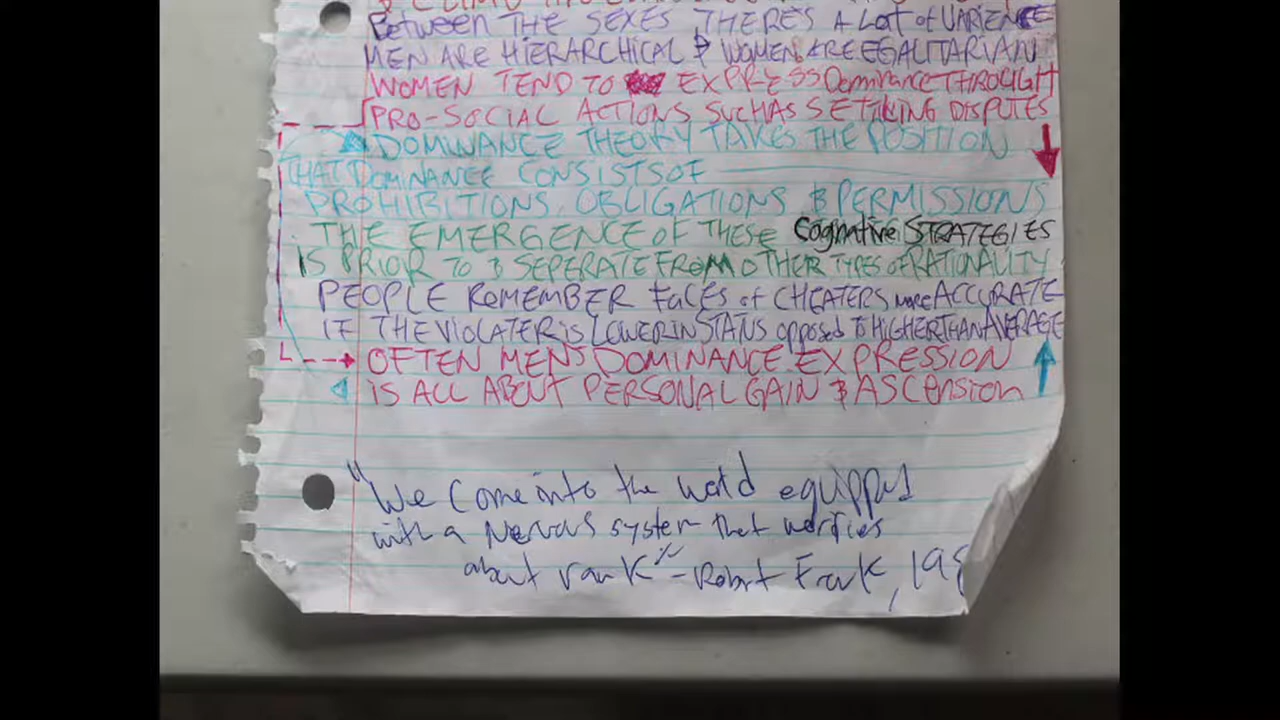 Between THE SEXES THERE'S A LOT of VARIENCE
MEN ARE HIERARCHICAL & WOMEN ARE EGALITARIAN
WOMEN TEND TO EXPRESS Dominance THROUGH
PRO-SOCIAL ACTIONS SUCH AS SETTLING DISPUTES
DOMINANCE THEORY TAKES THE POSITION
THAT DOMINANCE CONSISTS OF
PROHIBITIONS, OBLIGATIONS & PERMISSIONS
THE EMERGENCE OF THESE Cognitive STRATEGIES
IS PRIOR TO & SEPERATE FROM OTHER TYPES OF RATIONALITY
PEOPLE REMEMBER FACES of CHEATERS more ACCURATE
IF THE VIOLATER is LOWER IN STATUS opposed to HIGHER THAN AVERAGE
OFTEN MENS DOMINANCE EXPRESSION
IS ALL ABOUT PERSONAL GAIN & ASCENSION
"We come into the world equipped
with a Nervous system that worries
about rank" - Robert Frank, 198